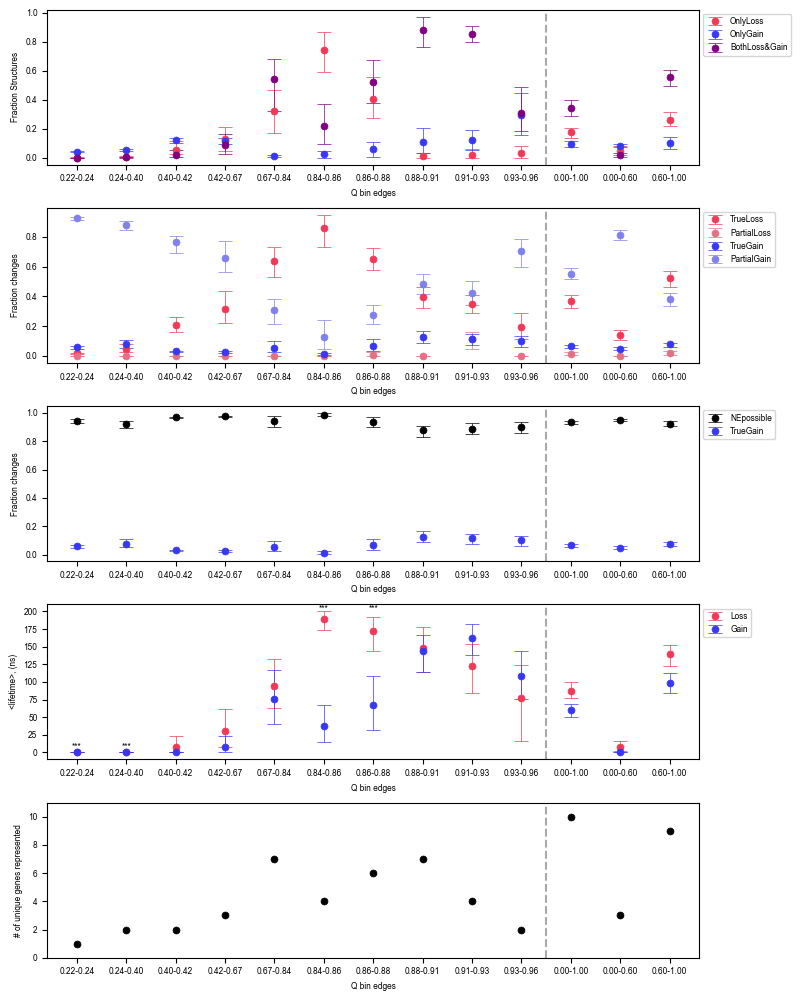 1.0
0.8
0.6
0.4
0.2
0.0
Fraction Structures
0.22-0.24 0.24-0.40 0.40-0.42 0.42-0.67 0.67-0.84 0.84-0.86 0.86-0.88 0.88-0.91 0.91-0.93 0.93-0.96 0.00-1.00 0.00-0.60 0.60-1.00
Q bin edges
OnlyLoss
OnlyGain
BothLoss&Gain
0.8
0.6
0.4
0.2
0.0
Fraction changes
0.22-0.24 0.24-0.40 0.40-0.42 0.42-0.67 0.67-0.84 0.84-0.86 0.86-0.88 0.88-0.91 0.91-0.93 0.93-0.96 0.00-1.00 0.00-0.60 0.60-1.00
Q bin edges
TrueLoss
PartialLoss
TrueGain
PartialGain
1.0
0.8
0.6
0.4
0.2
0.0
Fraction changes
0.22-0.24 0.24-0.40 0.40-0.42 0.42-0.67 0.67-0.84 0.84-0.86 0.86-0.88 0.88-0.91 0.91-0.93 0.93-0.96 0.00-1.00 0.00-0.60 0.60-1.00
Q bin edges
NEpossible
TrueGain
200
175
150
125
100
75
50
25
0
<lifetime>, (ns)
*** *** *** ***
0.22-0.24 0.24-0.40 0.40-0.42 0.42-0.67 0.67-0.84 0.84-0.86 0.86-0.88 0.88-0.91 0.91-0.93 0.93-0.96 0.00-1.00 0.00-0.60 0.60-1.00
Q bin edges
Loss
Gain
10
8
6
4
2
0
# of unique genes represented
0.22-0.24 0.24-0.40 0.40-0.42 0.42-0.67 0.67-0.84 0.84-0.86 0.86-0.88 0.88-0.91 0.91-0.93 0.93-0.96 0.00-1.00 0.00-0.60 0.60-1.00
Q bin edges